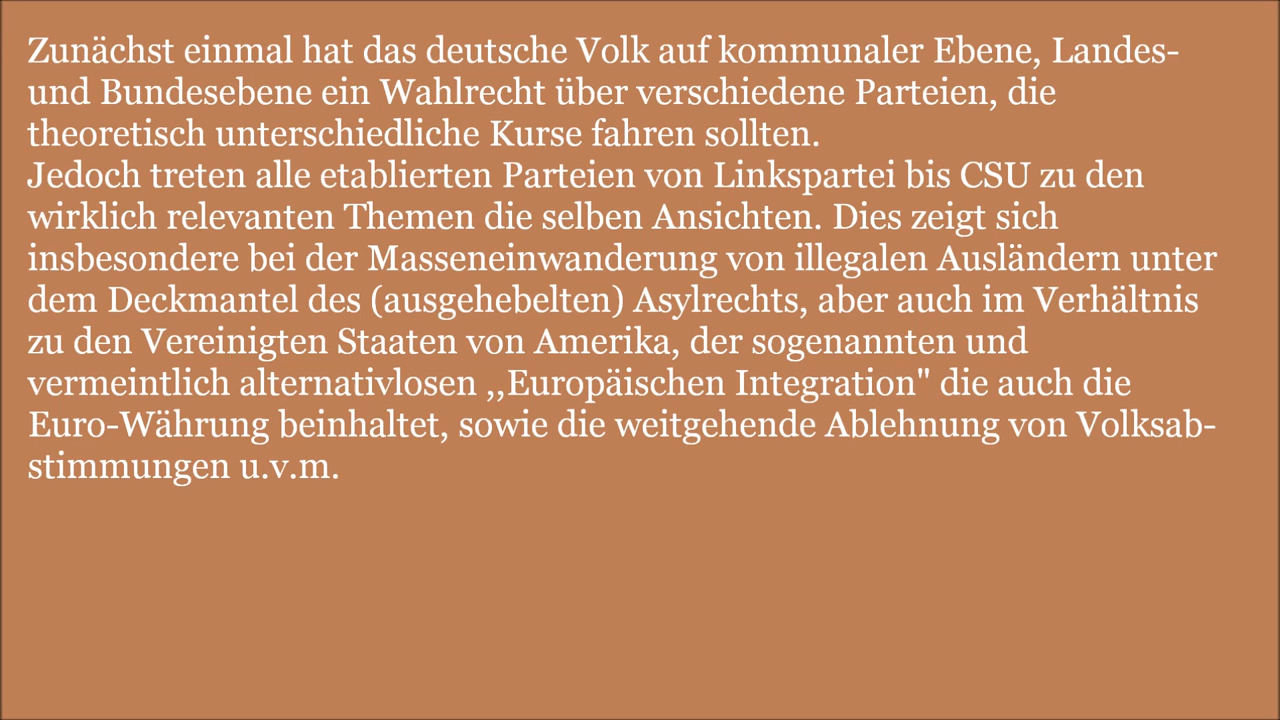 Zunächst einmal hat das deutsche Volk auf kommunaler Ebene, Landes-
und Bundesebene ein Wahlrecht über verschiedene Parteien, die
theoretisch unterschiedliche Kurse fahren sollten.
Jedoch treten alle etablierten Parteien von Linkspartei bis CSU zu den
wirklich relevanten Themen die selben Ansichten. Dies zeigt sich
insbesondere bei der Masseneinwanderung von illegalen Ausländern unter
dem Deckmantel des (ausgehebelten) Asylrechts, aber auch im Verhältnis
zu den Vereinigten Staaten von Amerika, der sogenannten und
vermeintlich alternativlosen ,,Europäischen Integration" die auch die
Euro-Währung beinhaltet, sowie die weitgehende Ablehnung von Volksab-
stimmungen u.v.m.